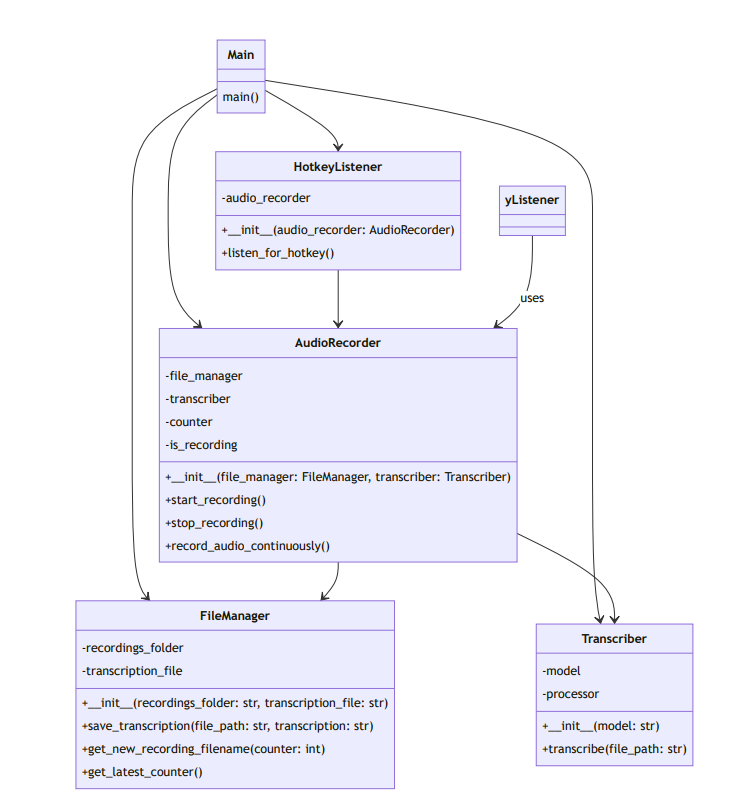 Main
main()
HotkeyListener
-audio_recorder
+__init__(audio_recorder: AudioRecorder)
+listen_for_hotkey()
yListener
uses
AudioRecorder
-file_manager
-transcriber
-counter
-is_recording
+__init__(file_manager: FileManager, transcriber: Transcriber)
+start_recording()
+stop_recording()
+record_audio_continuously()
FileManager
-recordings_folder
-transcription_file
+__init__(recordings_folder: str, transcription_file: str)
+save_transcription(file_path: str, transcription: str)
+get_new_recording_filename(counter: int)
+get_latest_counter()
Transcriber
-model
-processor
+__init__(model: str)
+transcribe(file_path: str)